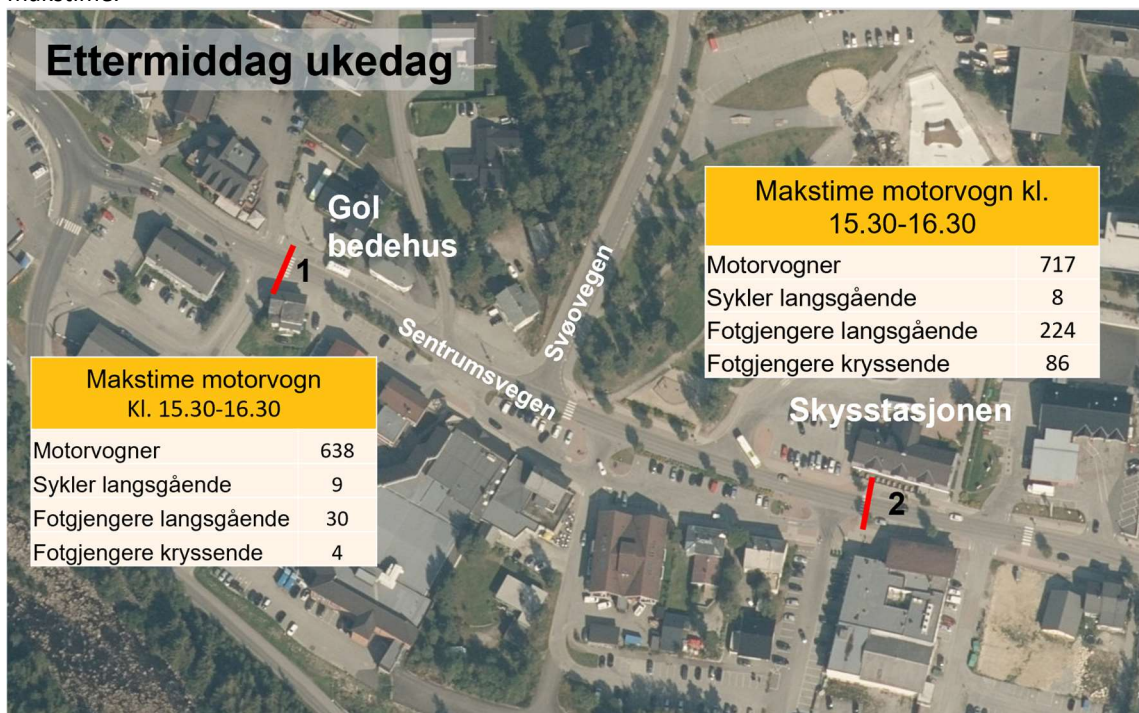 makstime.
Ettermiddag ukedag
Gol
bedehus
1
Svøovegen
Sentrumsvegen
Makstime motorvogn kl.
15.30-16.30
Motorvogner 717
Sykler langsgående 8
Fotgjengere langsgående 224
Fotgjengere kryssende 86
Makstime motorvogn
Kl. 15.30-16.30
Motorvogner 638
Sykler langsgående 9
Fotgjengere langsgående 30
Fotgjengere kryssende 4
Skysstasjonen
2